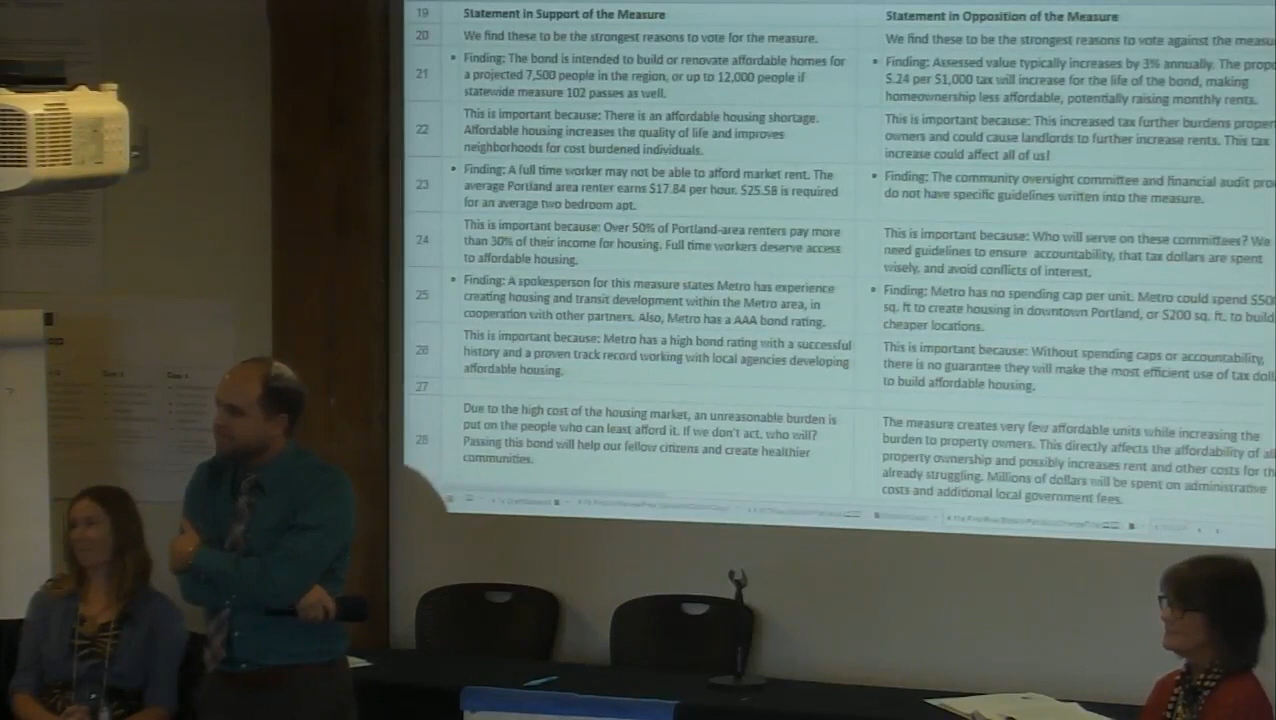 19
Statement in Support of the Measure
20
We find these to be the strongest reasons to vote for the measure.
21
• Finding: The bond is intended to build or renovate affordable homes for
a projected 7,500 people in the region, or up to 12,000 people if
statewide measure 102 passes as well.
22
This is important because: There is an affordable housing shortage.
Affordable housing increases the quality of life and improves
neighborhoods for cost burdened individuals.
23
• Finding: A full time worker may not be able to afford market rent. The
average Portland area renter earns $17.84 per hour. $25.58 is required
for an average two bedroom apt.
24
This is important because: Over 50% of Portland-area renters pay more
than 30% of their income for housing. Full time workers deserve access
to affordable housing.
25
• Finding: A spokesperson for this measure states Metro has experience
creating housing and transit development within the Metro area, in
cooperation with other partners. Also, Metro has a AAA bond rating.
26
This is important because: Metro has a high bond rating with a successful
history and a proven track record working with local agencies developing
affordable housing.
27
28
Due to the high cost of the housing market, an unreasonable burden is
put on the people who can least afford it. If we don't act, who will?
Passing this bond will help our fellow citizens and create healthier
communities.
Statement in Opposition of the Measure
We find these to be the strongest reasons to vote against the measu
• Finding: Assessed value typically increases by 3% annually. The prop
$.24 per $1,000 tax will increase for the life of the bond, making
homeownership less affordable, potentially raising monthly rents.
This is important because: This increased tax further burdens proper
owners and could cause landlords to further increase rents. This tax
increase could affect all of us!
• Finding: The community oversight committee and financial audit pro
do not have specific guidelines written into the measure.
This is important because: Who will serve on these committees? We
need guidelines to ensure accountability, that tax dollars are spent
wisely, and avoid conflicts of interest.
• Finding: Metro has no spending cap per unit. Metro could spend $50
sq. ft to create housing in downtown Portland, or $200 sq. ft. to build
cheaper locations.
This is important because: Without spending caps or accountability,
there is no guarantee they will make the most efficient use of tax doll
to build affordable housing.
The measure creates very few affordable units while increasing the
burden to property owners. This directly affects the affordability of all
property ownership and possibly increases rent and other costs for th
already struggling. Millions of dollars will be spent on administrative
costs and additional local government fees.